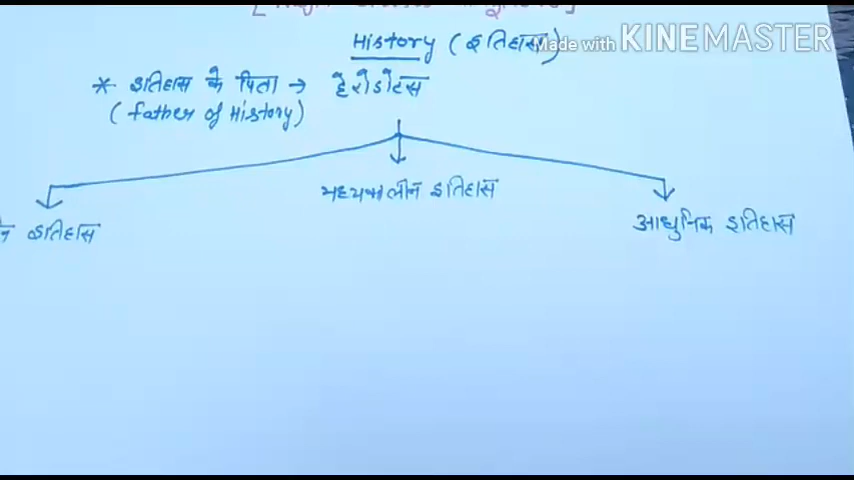 History (इतिहास)
Made with KINEMASTER
* इतिहास के पिता → हेरोडोटस
(father of History)
मध्यकालीन इतिहास
इतिहास
आधुनिक इतिहास